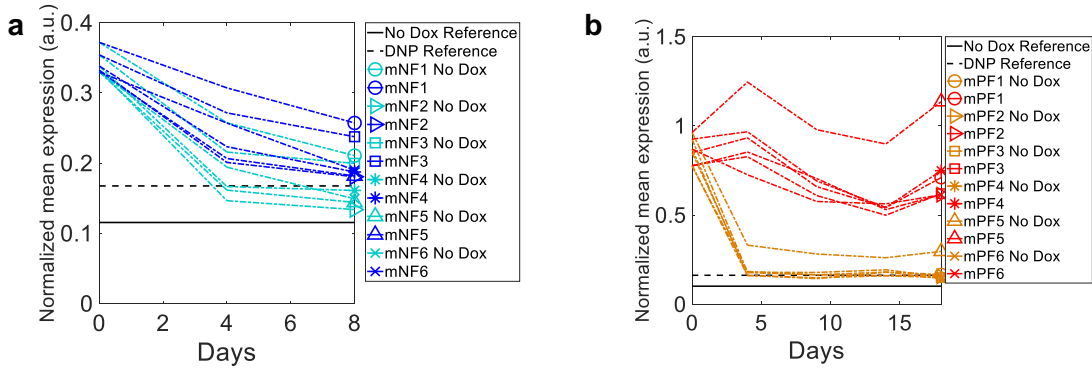 a
Normalized mean expression (a.u.)
0.4
0.3
0.2
0.1
0
0
2
4
6
8
Days
No Dox Reference
DNP Reference
mNF1 No Dox
mNF1
mNF2 No Dox
mNF2
mNF3 No Dox
mNF3
mNF4 No Dox
mNF4
mNF5 No Dox
mNF5
mNF6 No Dox
mNF6
b
Normalized mean expression (a.u.)
1.5
1
0.5
0
0
5
10
15
Days
No Dox Reference
DNP Reference
mPF1 No Dox
mPF1
mPF2 No Dox
mPF2
mPF3 No Dox
mPF3
mPF4 No Dox
mPF4
mPF5 No Dox
mPF5
mPF6 No Dox
mPF6